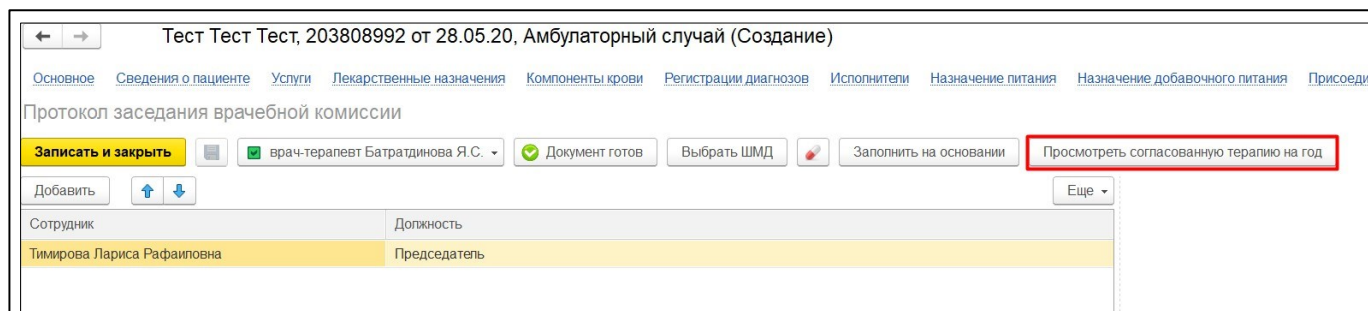 Тест Тест Тест, 203808992 от 28.05.20, Амбулаторный случай (Создание)
Основное Сведения о пациенте Услуги Лекарственные назначения Компоненты крови Регистрации диагнозов Исполнители Назначение питания Назначение добавочного питания Присоеди
Протокол заседания врачебной комиссии
Записать и закрыть врач-терапевт Батратдинова Я.С. Документ готов Выбрать ШМД Заполнить на основании Просмотреть согласованную терапию на год
Добавить Еще
Сотрудник Должность
Тимирова Лариса Рафаиловна Председатель